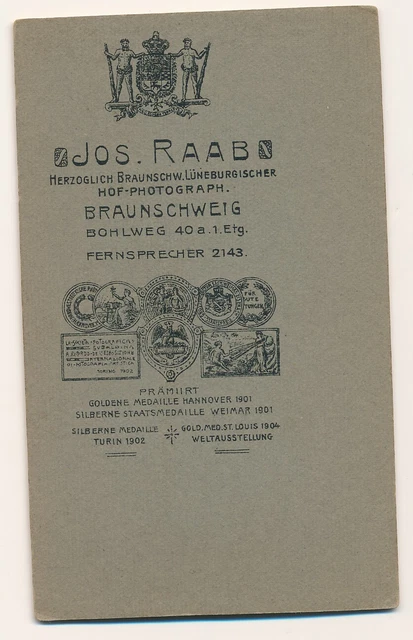 JOS. RAAB
HERZOGLICH BRAUNSCHW. LÜNEBURGISCHER
HOF-PHOTOGRAPH.
BRAUNSCHWEIG
BOHLWEG 40 a. 1. Etg.
FERNSPRECHER 2143.
FÜR
GUTE
PRÄMIIRT
GOLDENE MEDAILLE HANNOVER 1901
SILBERNE STAATSMEDAILLE WEIMAR 1901
SILBERNE MEDAILLE
TURIN 1902
GOLD. MED. ST. LOUIS 1904
WELTAUSSTELLUNG